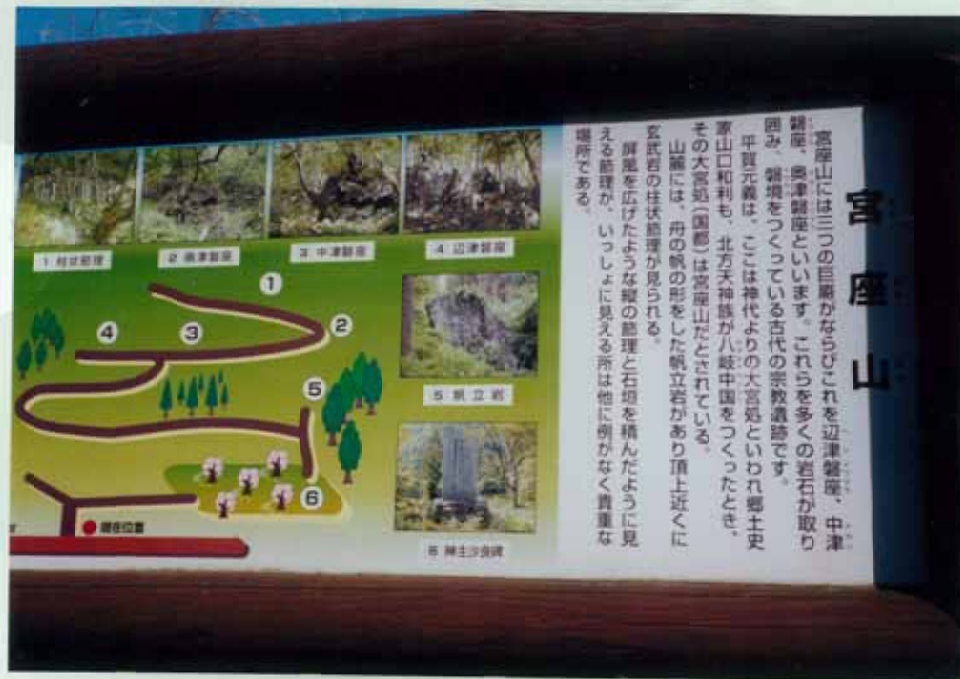 宮座山
宮座山には三つの巨巌がならびこれを辺津磐座、中津
磐座、奥津磐座といいます。これらを多くの岩石が取り
囲み、磐境をつくっている古代の宗教遺跡です。
平賀元義は、ここは神代よりの大宮処といわれ郷土史
家山口和利も、北方天神族が八岐中国をつくったとき、
その大宮処(国都)は宮座山だとされている。
山麓には、舟の帆の形をした帆立岩があり頂上近くに
玄武岩の柱状節理が見られる。
屏風を広げたような縦の節理と石垣を積んだように見
える節理が、いっしょに見える所は他に例がなく貴重な
場所である。
1 柱状節理
2 奥津磐座
3 中津磐座
4 辺津磐座
5 帆立岩
6
1
2
3
4
5
6
現在位置